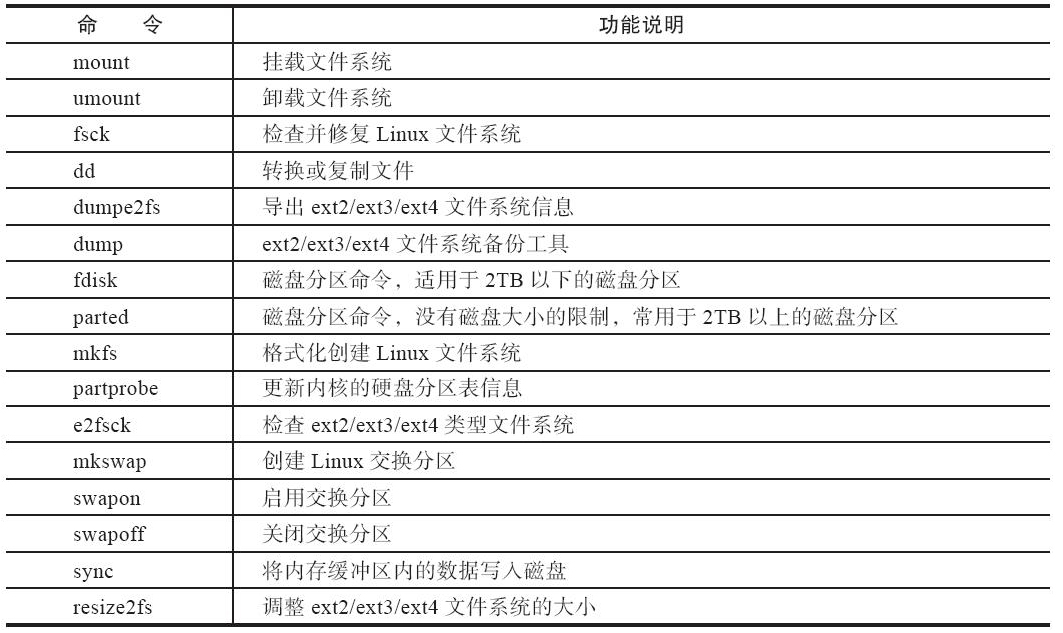 命 令 功能说明
mount 挂载文件系统
umount 卸载文件系统
fsck 检查并修复 Linux 文件系统
dd 转换或复制文件
dumpe2fs 导出 ext2/ext3/ext4 文件系统信息
dump ext2/ext3/ext4 文件系统备份工具
fdisk 磁盘分区命令，适用于 2TB 以下的磁盘分区
parted 磁盘分区命令，没有磁盘大小的限制，常用于 2TB 以上的磁盘分区
mkfs 格式化创建 Linux 文件系统
partprobe 更新内核的硬盘分区表信息
e2fsck 检查 ext2/ext3/ext4 类型文件系统
mkswap 创建 Linux 交换分区
swapon 启用交换分区
swapoff 关闭交换分区
sync 将内存缓冲区内的数据写入磁盘
resize2fs 调整 ext2/ext3/ext4 文件系统的大小